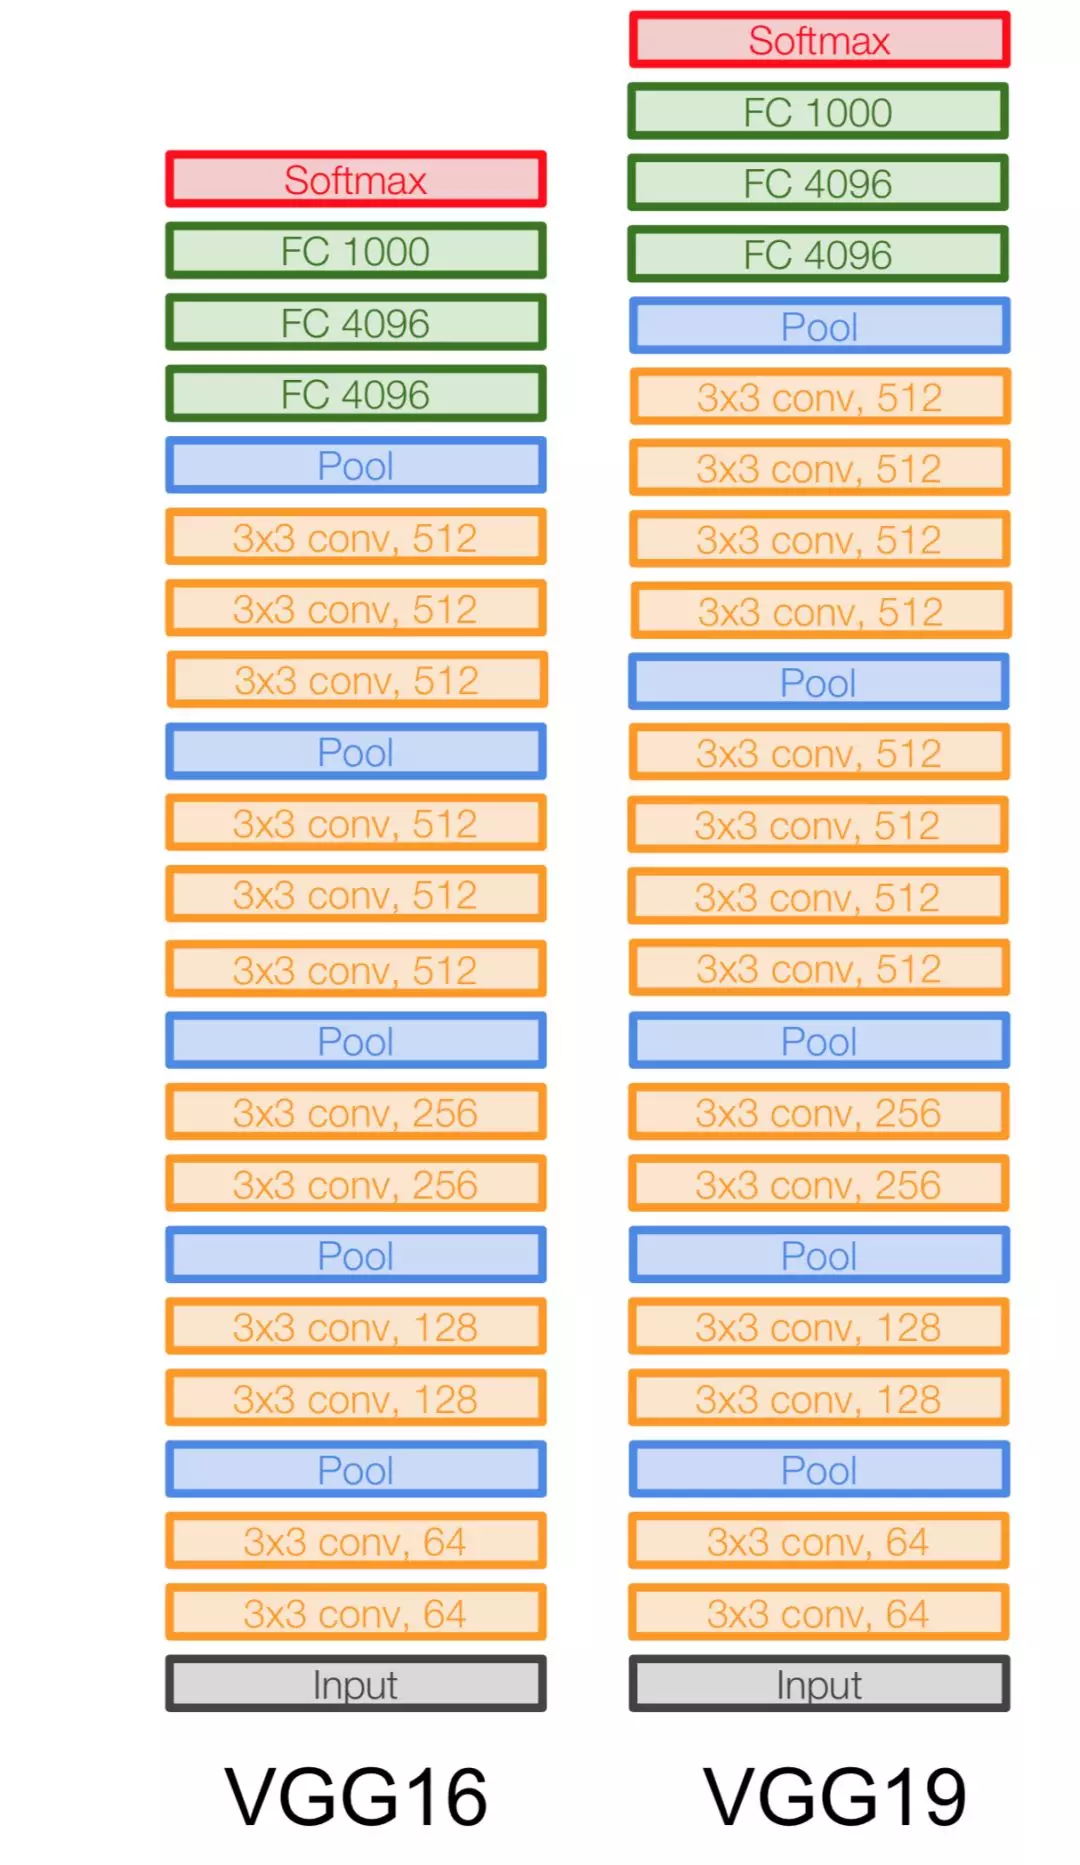 Softmax
FC 1000
FC 4096
FC 4096
Pool
3x3 conv, 512
3x3 conv, 512
3x3 conv, 512
Pool
3x3 conv, 512
3x3 conv, 512
3x3 conv, 512
Pool
3x3 conv, 256
3x3 conv, 256
Pool
3x3 conv, 128
3x3 conv, 128
Pool
3x3 conv, 64
3x3 conv, 64
Input
VGG16
Softmax
FC 1000
FC 4096
FC 4096
Pool
3x3 conv, 512
3x3 conv, 512
3x3 conv, 512
3x3 conv, 512
Pool
3x3 conv, 512
3x3 conv, 512
3x3 conv, 512
3x3 conv, 512
Pool
3x3 conv, 256
3x3 conv, 256
Pool
3x3 conv, 128
3x3 conv, 128
Pool
3x3 conv, 64
3x3 conv, 64
Input
VGG19